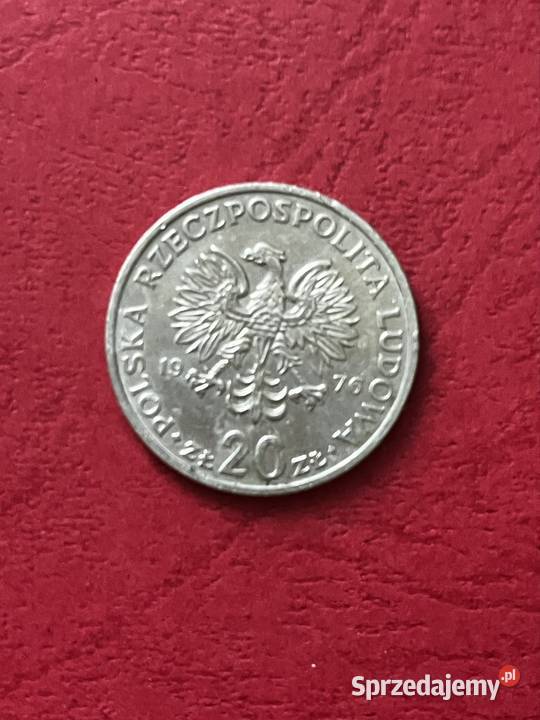 POLSKA RZECZPOSPOLITA LUDOWA
19 76
ZŁ 20 ZŁ
Sprzedajemy.pl